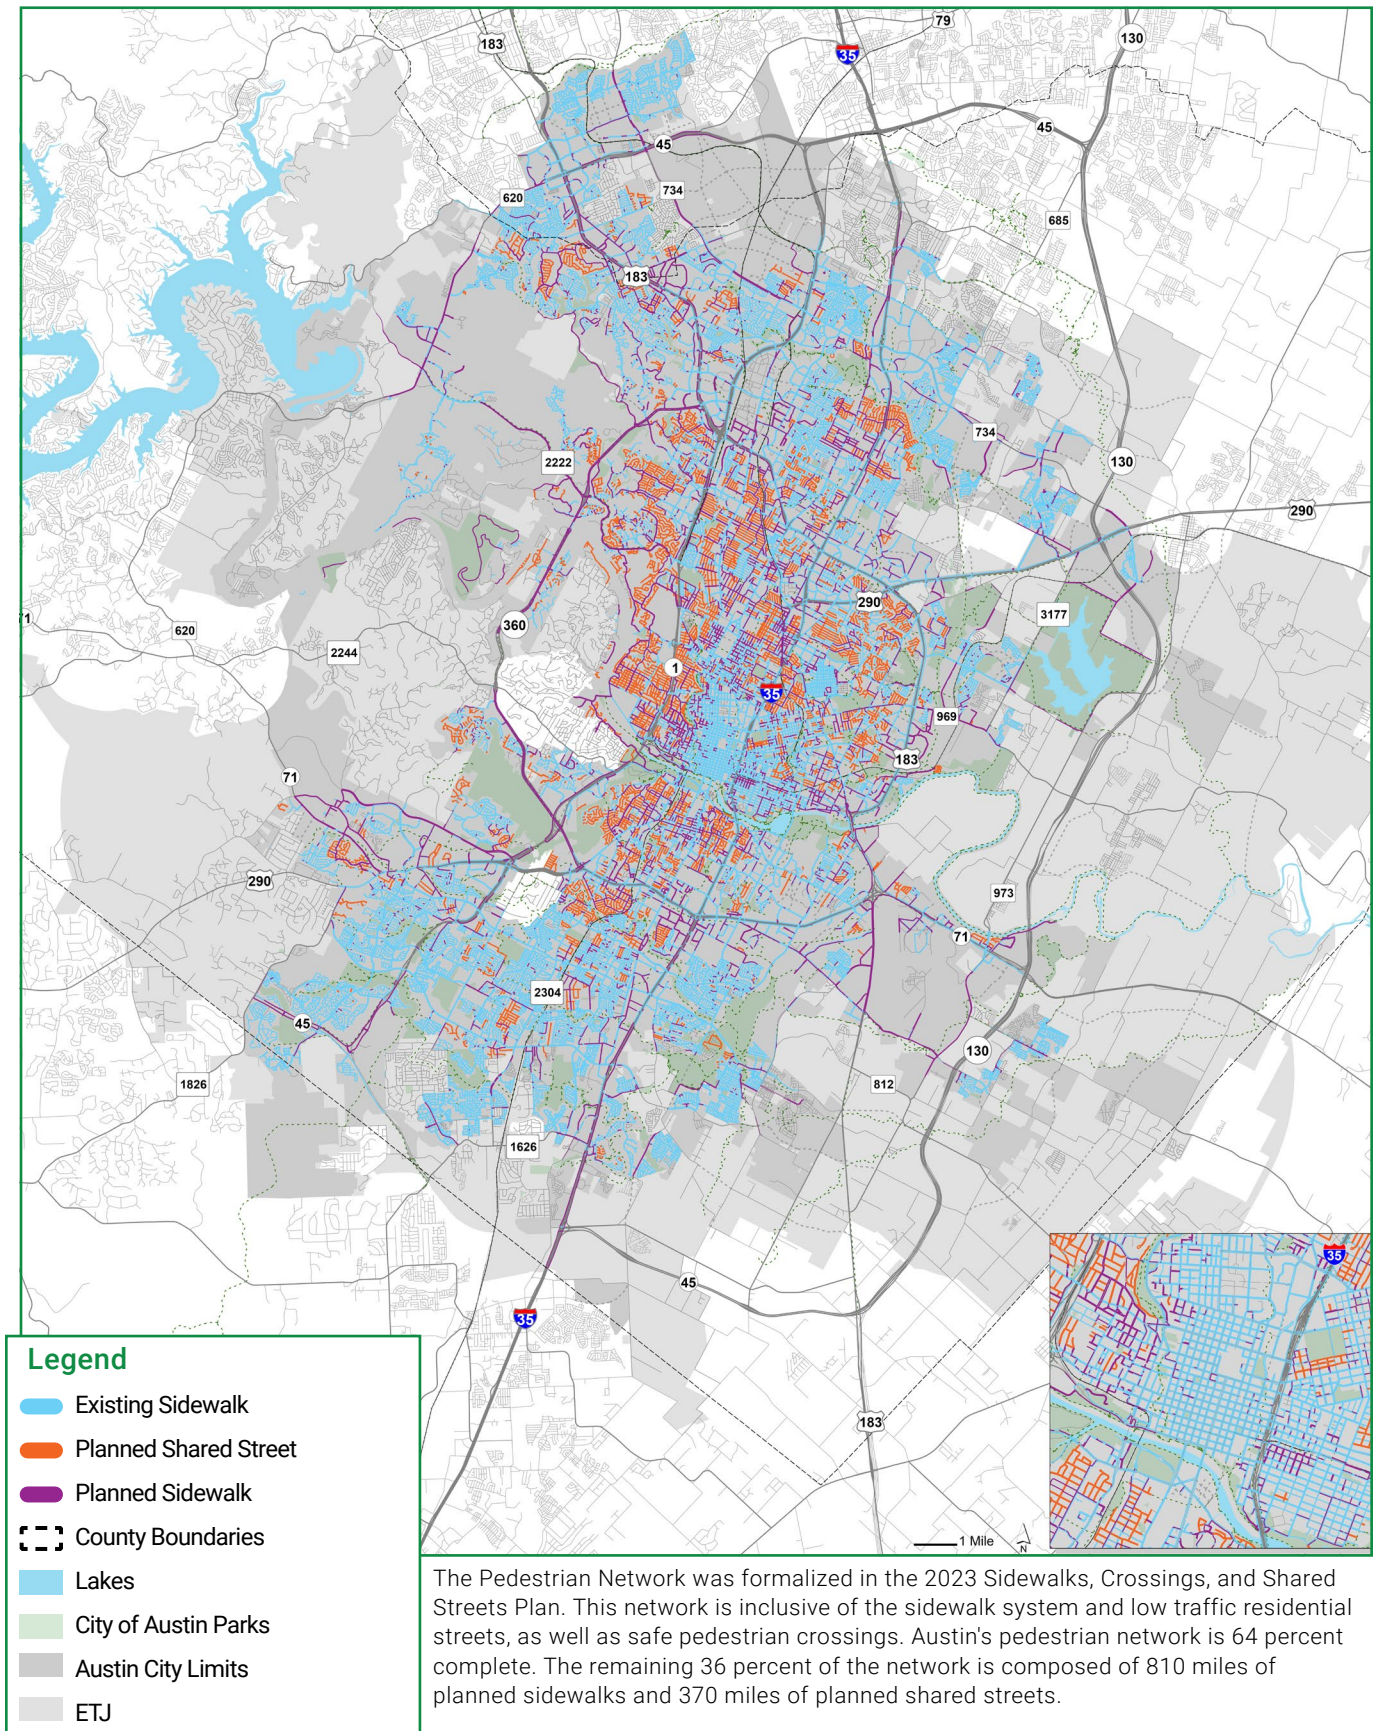 183
79
130
35
45
45
620
734
685
183
734
2222
130
290
290
3177
1
620
2244
360
1
35
969
183
71
290
973
71
2304
45
130
1826
812
1626
45
35
35
183
1 Mile
N
Legend
Existing Sidewalk
Planned Shared Street
Planned Sidewalk
County Boundaries
Lakes
City of Austin Parks
Austin City Limits
ETJ
The Pedestrian Network was formalized in the 2023 Sidewalks, Crossings, and Shared
Streets Plan. This network is inclusive of the sidewalk system and low traffic residential
streets, as well as safe pedestrian crossings. Austin's pedestrian network is 64 percent
complete. The remaining 36 percent of the network is composed of 810 miles of
planned sidewalks and 370 miles of planned shared streets.